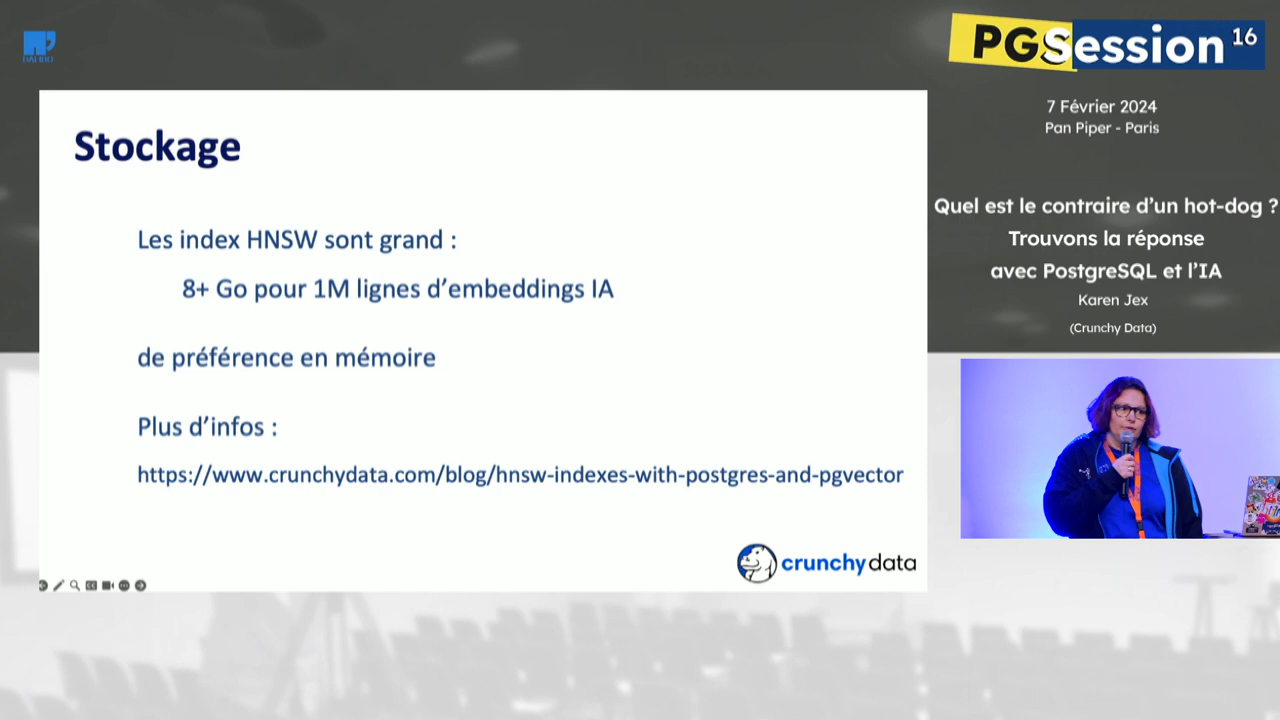 PGSession 16
7 Février 2024
Pan Piper - Paris
Stockage
Les index HNSW sont grand :
8+ Go pour 1M lignes d’embeddings IA
de préférence en mémoire
Plus d’infos :
https://www.crunchydata.com/blog/hnsw-indexes-with-postgres-and-pgvector
crunchydata
Quel est le contraire d’un hot-dog ?
Trouvons la réponse
avec PostgreSQL et l’IA
Karen Jex
(Crunchy Data)